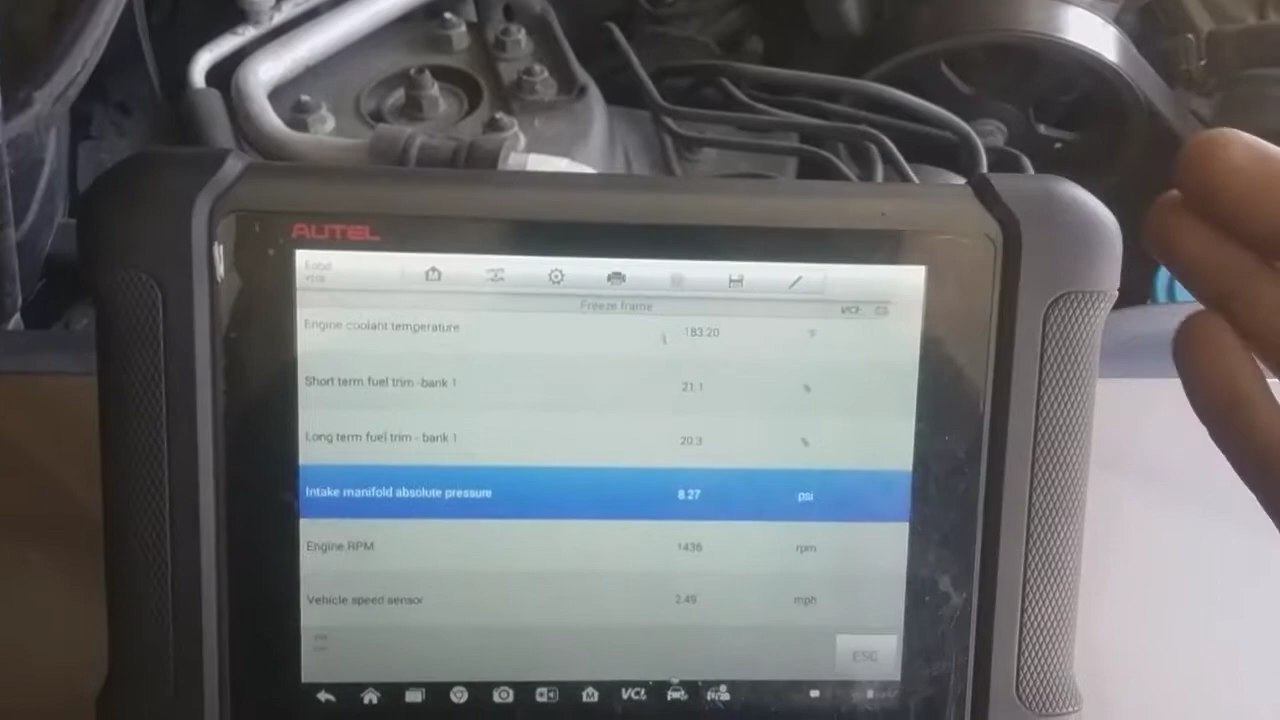 AUTEL
Freeze frame
VCI
Engine coolant temperature 183.20 °F
Short term fuel trim - bank 1 21.1 %
Long term fuel trim - bank 1 20.3 %
Intake manifold absolute pressure 8.27 psi
Engine RPM 1436 rpm
Vehicle speed sensor 2.49 mph
ESC
VCI